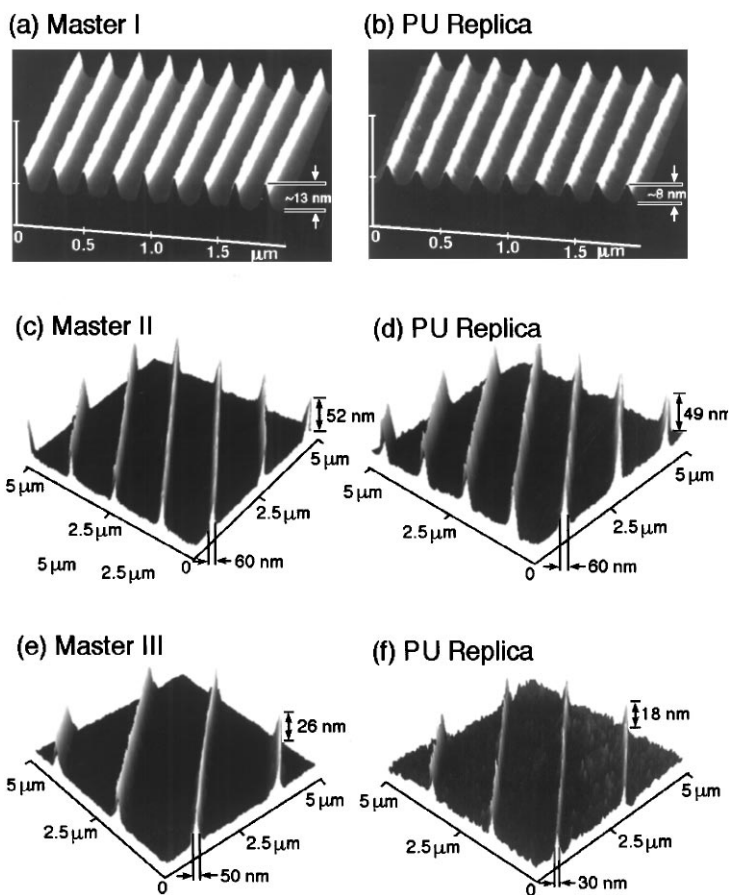 (a) Master I
(b) PU Replica
~13 nm
0 0.5 1.0 1.5 μm
~8 nm
0 0.5 1.0 1.5 μm
(c) Master II
(d) PU Replica
52 nm
5 μm
2.5 μm
0
2.5 μm
5 μm
60 nm
5 μm 2.5 μm
49 nm
5 μm
2.5 μm
0
2.5 μm
5 μm
60 nm
(e) Master III
(f) PU Replica
26 nm
5 μm
2.5 μm
0
2.5 μm
5 μm
50 nm
18 nm
5 μm
2.5 μm
0
2.5 μm
5 μm
30 nm